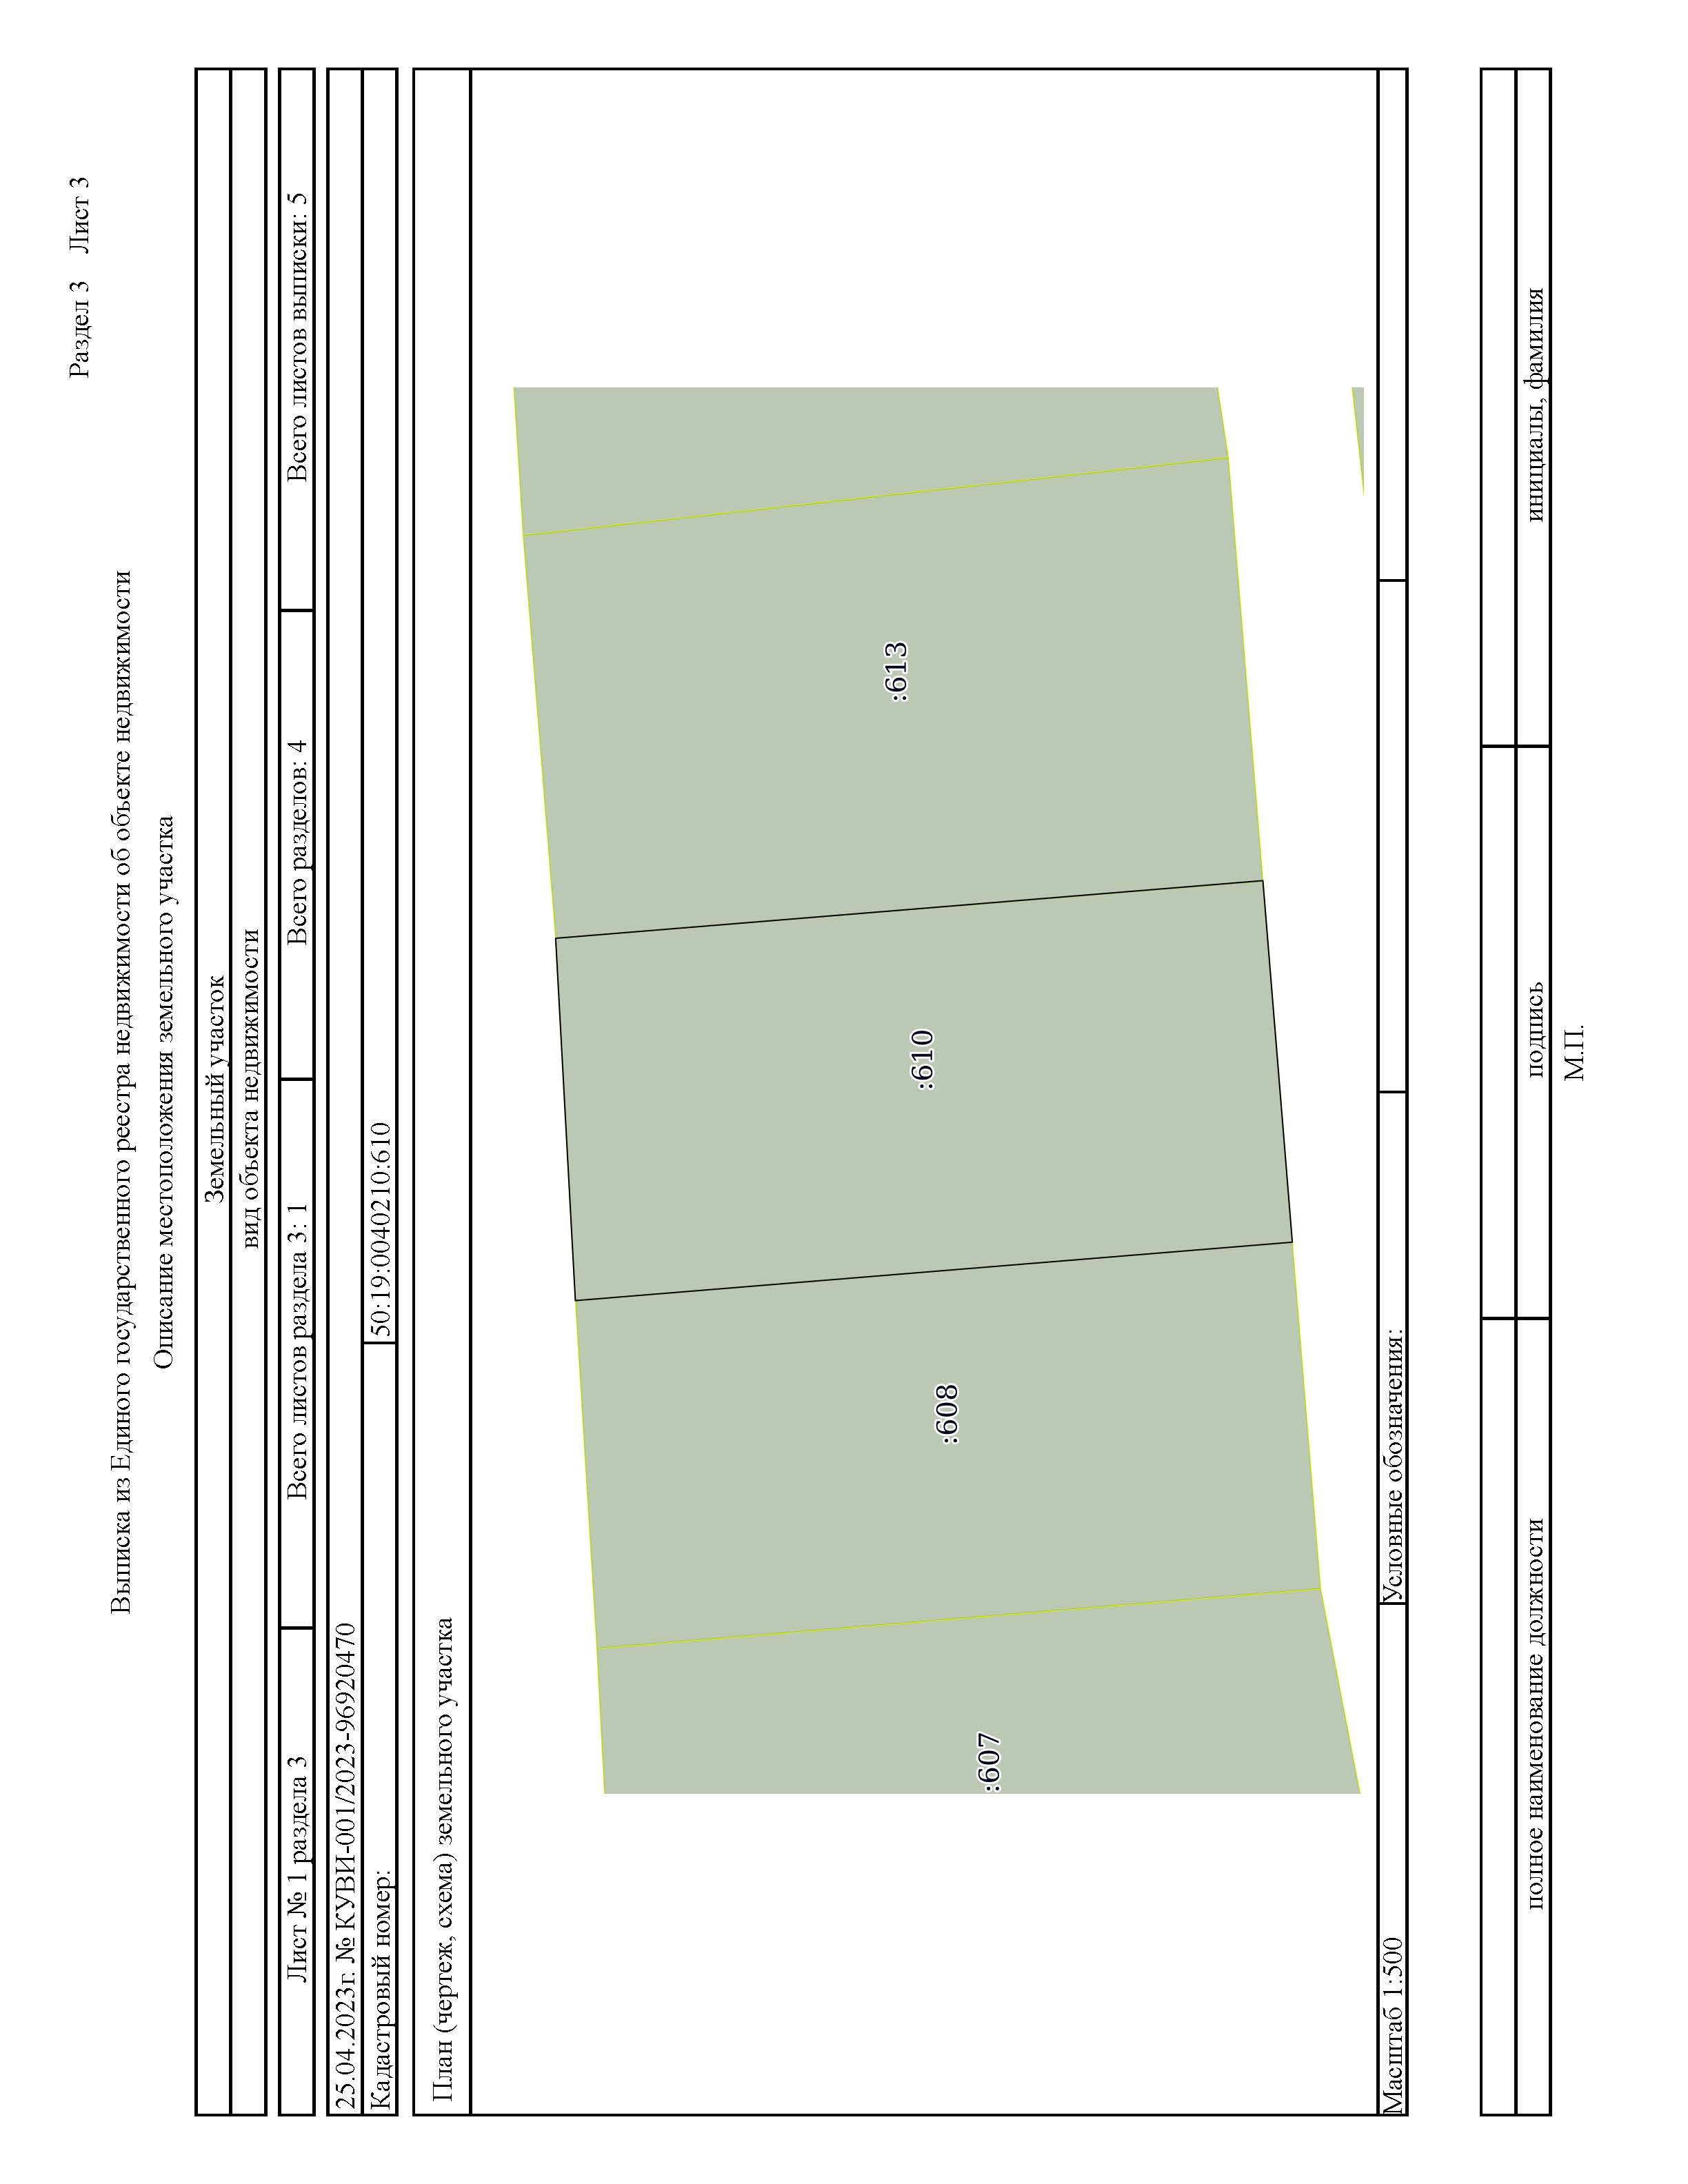 Раздел 3 Лист 3
Выписка из Единого государственного реестра недвижимости об объекте недвижимости
Описание местоположения земельного участка
Земельный участок
вид объекта недвижимости
Лист № 1 раздела 3 Всего листов раздела 3: 1 Всего разделов: 4 Всего листов выписки: 5
25.04.2023г. № КУВИ-001/2023-96920470
Кадастровый номер: 50:19:0040210:610
План (чертеж, схема) земельного участка
:613
:610
:608
:607
Масштаб 1:500 Условные обозначения:
полное наименование должности подпись инициалы, фамилия
М.П.